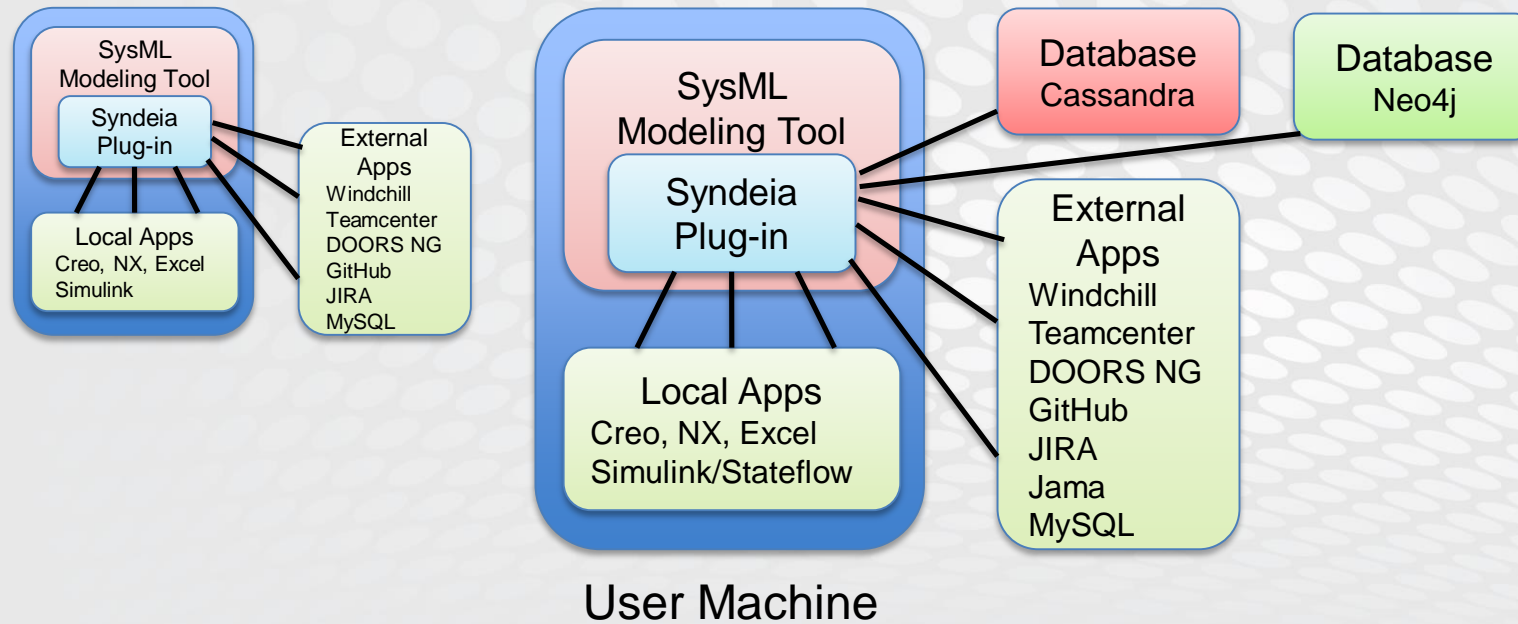 SysML
Modeling Tool
Syndeia
Plug-in
Local Apps
Creo, NX, Excel
Simulink
External
Apps
Windchill
Teamcenter
DOORS NG
GitHub
JIRA
MySQL
SysML
Modeling Tool
Syndeia
Plug-in
Local Apps
Creo, NX, Excel
Simulink/Stateflow
Database
Cassandra
Database
Neo4j
External
Apps
Windchill
Teamcenter
DOORS NG
GitHub
JIRA
Jama
MySQL
User Machine